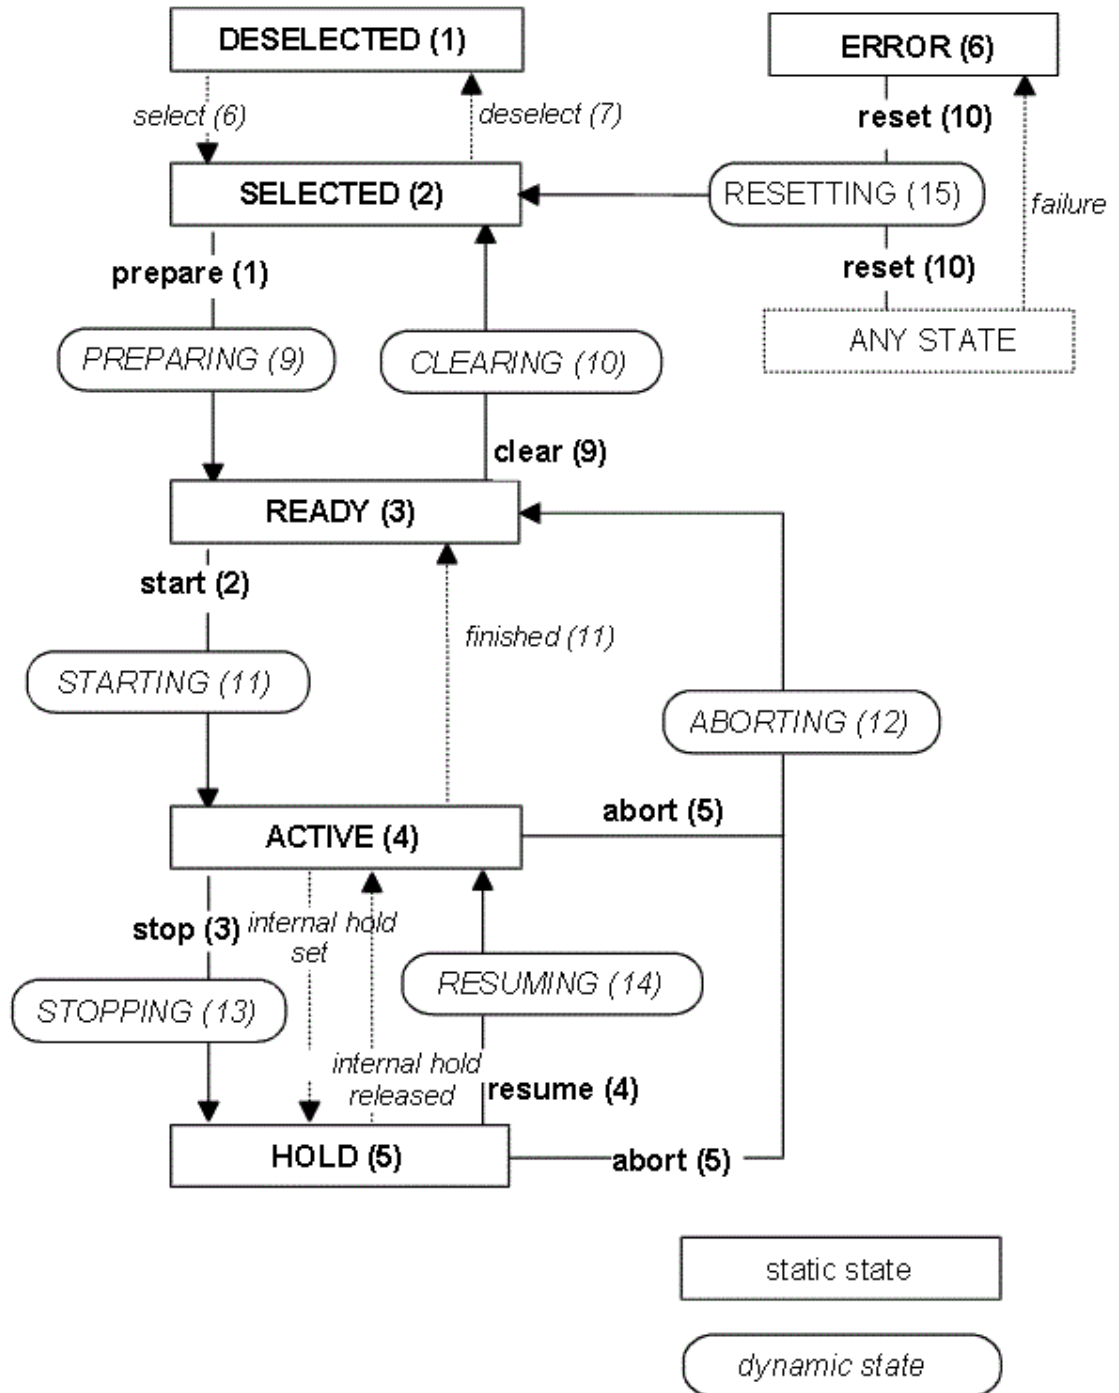 DESELECTED (1)
ERROR (6)
select (6)
deselect (7)
reset (10)
SELECTED (2)
RESETTING (15)
failure
prepare (1)
reset (10)
PREPARING (9)
CLEARING (10)
ANY STATE
clear (9)
READY (3)
start (2)
finished (11)
STARTING (11)
ABORTING (12)
abort (5)
ACTIVE (4)
stop (3)
internal hold
set
RESUMING (14)
STOPPING (13)
internal hold
released
resume (4)
HOLD (5)
abort (5)
static state
dynamic state